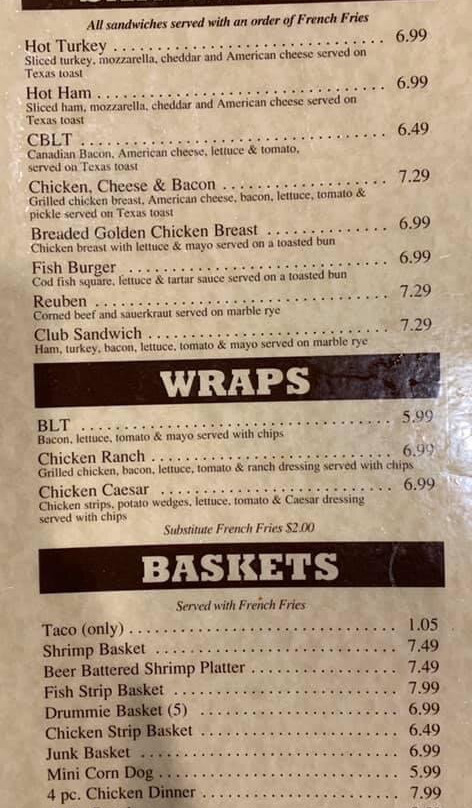 All sandwiches served with an order of French Fries
Hot Turkey 6.99
Sliced turkey, mozzarella, cheddar and American cheese served on
Texas toast
Hot Ham 6.99
Sliced ham, mozzarella, cheddar and American cheese served on
Texas toast
CBLT 6.49
Canadian Bacon, American cheese, lettuce & tomato,
served on Texas toast
Chicken, Cheese & Bacon 7.29
Grilled chicken breast, American cheese, bacon, lettuce, tomato &
pickle served on Texas toast
Breaded Golden Chicken Breast 6.99
Chicken breast with lettuce & mayo served on a toasted bun
Fish Burger 6.99
Cod fish square, lettuce & tartar sauce served on a toasted bun
Reuben 7.29
Corned beef and sauerkraut served on marble rye
Club Sandwich 7.29
Ham, turkey, bacon, lettuce, tomato & mayo served on marble rye
WRAPS
BLT 5.99
Bacon, lettuce, tomato & mayo served with chips
Chicken Ranch 6.99
Grilled chicken, bacon, lettuce, tomato & ranch dressing served with chips
Chicken Caesar 6.99
Chicken strips, potato wedges, lettuce, tomato & Caesar dressing
served with chips
Substitute French Fries $2.00
BASKETS
Served with French Fries
Taco (only) 1.05
Shrimp Basket 7.49
Beer Battered Shrimp Platter 7.49
Fish Strip Basket 7.99
Drummie Basket (5) 6.99
Chicken Strip Basket 6.49
Junk Basket 6.99
Mini Corn Dog 5.99
4 pc. Chicken Dinner 7.99